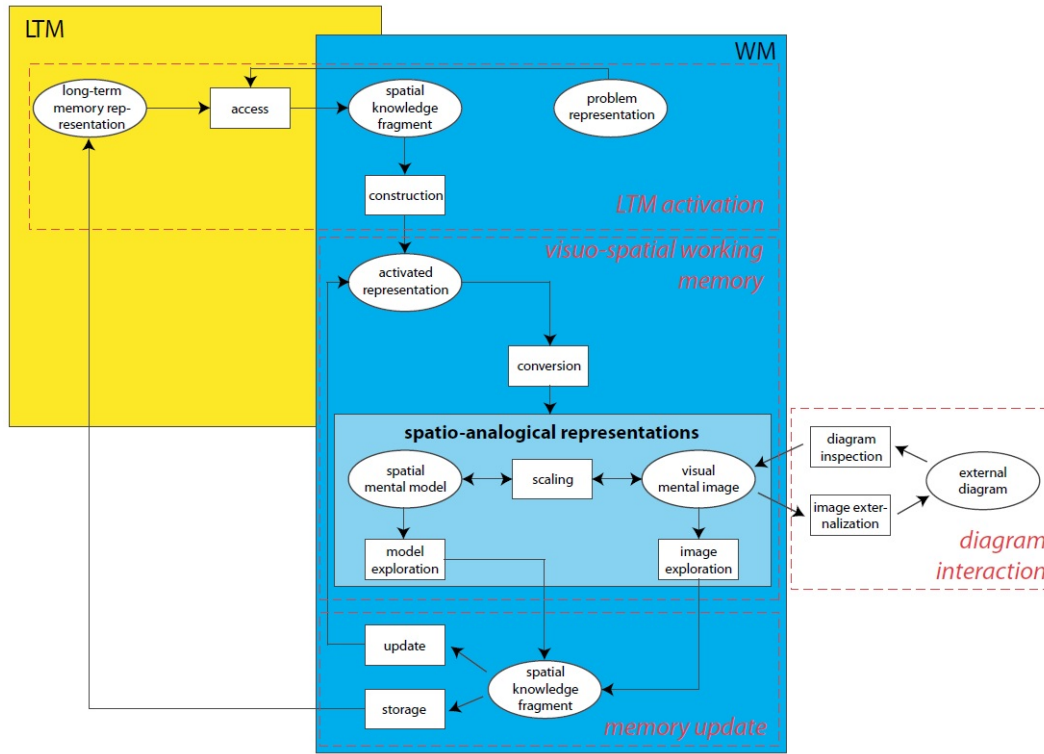 LTM
WM
long-term
memory rep-
resentation
access
spatial
knowledge
fragment
problem
representation
construction
LTM activation
visuo-spatial working
memory
activated
representation
conversion
spatio-analogical representations
spatial
mental model
scaling
visual
mental image
diagram
inspection
external
diagram
image exter-
nalization
model
exploration
image
exploration
diagram
interaction
update
spatial
knowledge
fragment
storage
memory update